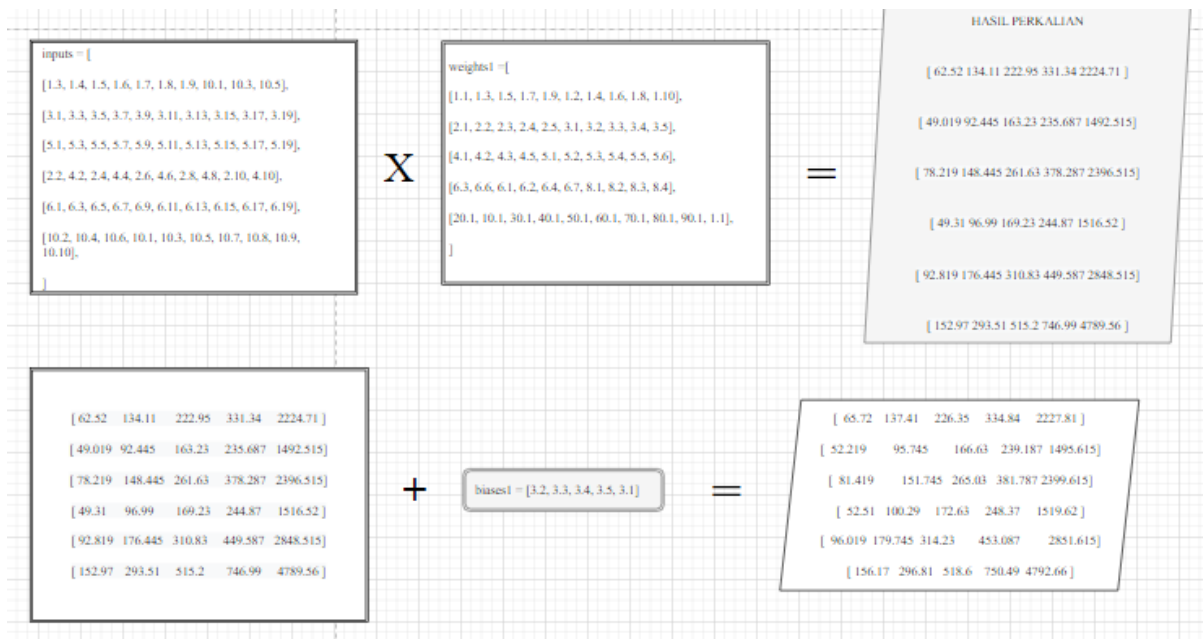 inputs = [
[1.3, 1.4, 1.5, 1.6, 1.7, 1.8, 1.9, 10.1, 10.3, 10.5],
[3.1, 3.3, 3.5, 3.7, 3.9, 3.11, 3.13, 3.15, 3.17, 3.19],
[5.1, 5.3, 5.5, 5.7, 5.9, 5.11, 5.13, 5.15, 5.17, 5.19],
[2.2, 4.2, 2.4, 4.4, 2.6, 4.6, 2.8, 4.8, 2.10, 4.10],
[6.1, 6.3, 6.5, 6.7, 6.9, 6.11, 6.13, 6.15, 6.17, 6.19],
[10.2, 10.4, 10.6, 10.1, 10.3, 10.5, 10.7, 10.8, 10.9,
10.10],
]
X
weights1 =[
[1.1, 1.3, 1.5, 1.7, 1.9, 1.2, 1.4, 1.6, 1.8, 1.10],
[2.1, 2.2, 2.3, 2.4, 2.5, 3.1, 3.2, 3.3, 3.4, 3.5],
[4.1, 4.2, 4.3, 4.5, 5.1, 5.2, 5.3, 5.4, 5.5, 5.6],
[6.3, 6.6, 6.1, 6.2, 6.4, 6.7, 8.1, 8.2, 8.3, 8.4],
[20.1, 10.1, 30.1, 40.1, 50.1, 60.1, 70.1, 80.1, 90.1, 1.1],
]
=
HASIL PERKALIAN
[ 62.52 134.11 222.95 331.34 2224.71 ]
[ 49.019 92.445 163.23 235.687 1492.515]
[ 78.219 148.445 261.63 378.287 2396.515]
[ 49.31 96.99 169.23 244.87 1516.52 ]
[ 92.819 176.445 310.83 449.587 2848.515]
[ 152.97 293.51 515.2 746.99 4789.56 ]
[ 62.52 134.11 222.95 331.34 2224.71 ]
[ 49.019 92.445 163.23 235.687 1492.515]
[ 78.219 148.445 261.63 378.287 2396.515]
[ 49.31 96.99 169.23 244.87 1516.52 ]
[ 92.819 176.445 310.83 449.587 2848.515]
[ 152.97 293.51 515.2 746.99 4789.56 ]
+
biases1 = [3.2, 3.3, 3.4, 3.5, 3.1]
=
[ 65.72 137.41 226.35 334.84 2227.81 ]
[ 52.219 95.745 166.63 239.187 1495.615]
[ 81.419 151.745 265.03 381.787 2399.615]
[ 52.51 100.29 172.63 248.37 1519.62 ]
[ 96.019 179.745 314.23 453.087 2851.615]
[ 156.17 296.81 518.6 750.49 4792.66 ]